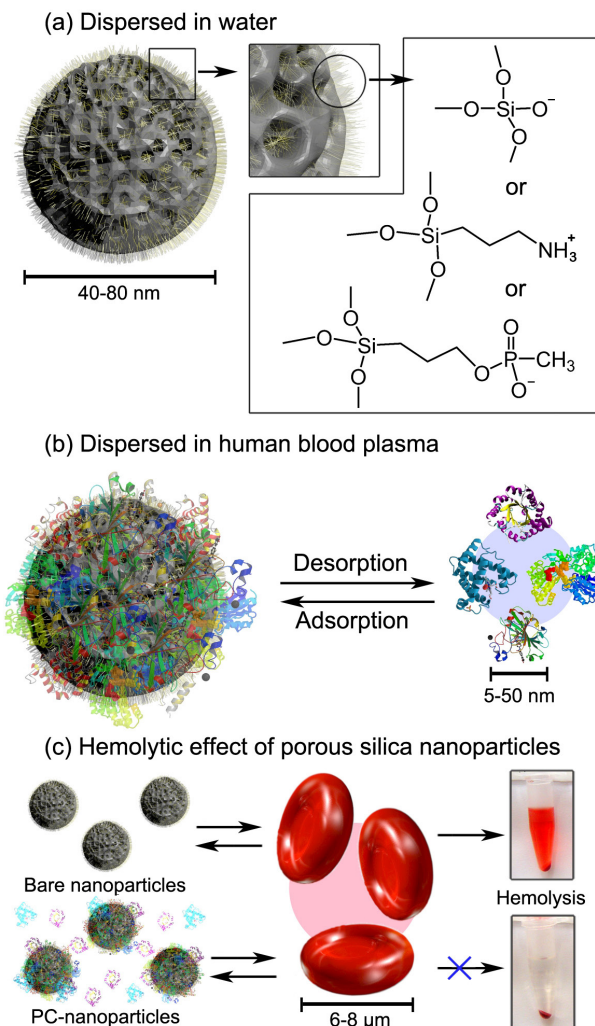 (a) Dispersed in water
O
O
Si
O⁻
O
or
O
O
Si
O
NH₃⁺
or
O
O
Si
O
O
P
CH₃
O
O⁻
40-80 nm
(b) Dispersed in human blood plasma
Desorption
Adsorption
5-50 nm
(c) Hemolytic effect of porous silica nanoparticles
Bare nanoparticles
Hemolysis
PC-nanoparticles
6-8 μm